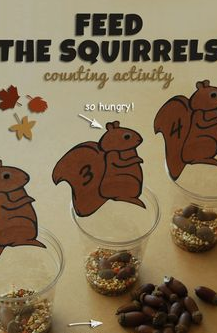 FEED
THE SQUIRRELS
counting activity
so hungry!
3
4